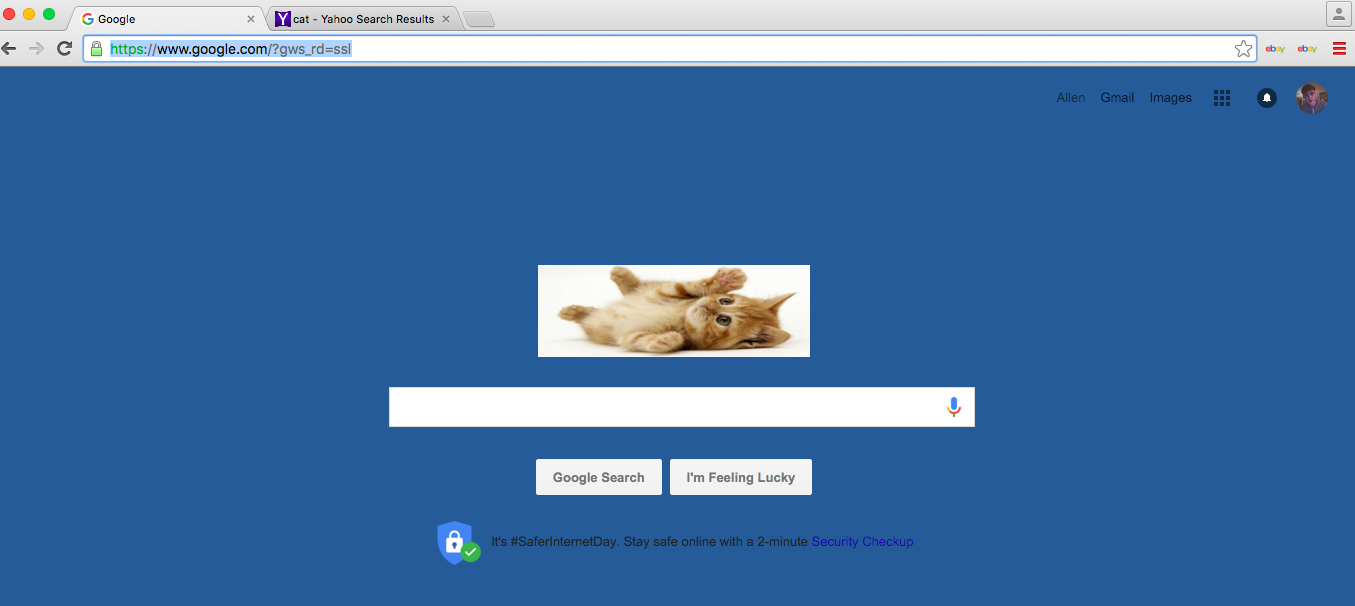 Google
cat - Yahoo Search Results
https://www.google.com/?gws_rd=ssl
ebay ebay
Allen Gmail Images
Google Search I'm Feeling Lucky
It's #SaferInternetDay. Stay safe online with a 2-minute Security Checkup